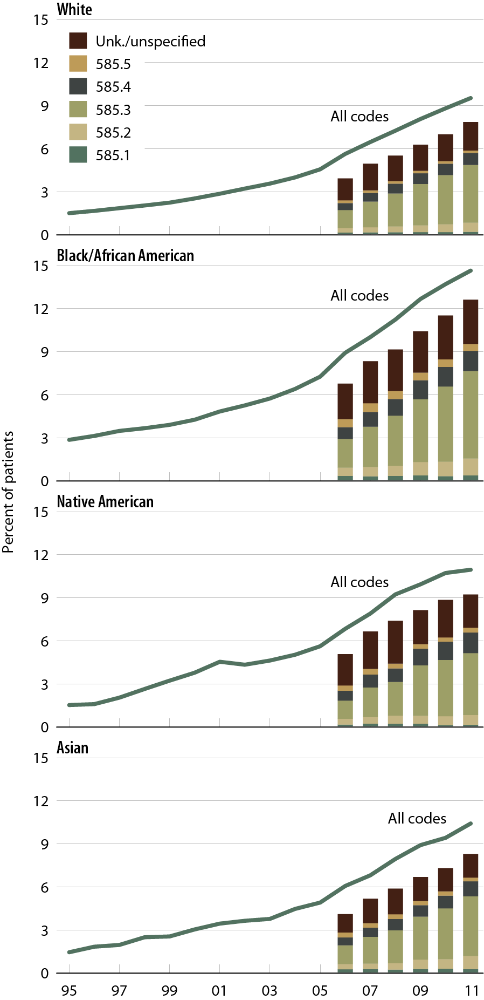 White
15
12
9
6
3
0
Unk./unspecified
585.5
585.4
585.3
585.2
585.1
All codes
Black/African American
15
12
9
6
3
0
All codes
Percent of patients
Native American
15
12
9
6
3
0
All codes
Asian
15
12
9
6
3
0
All codes
95 97 99 01 03 05 07 09 11